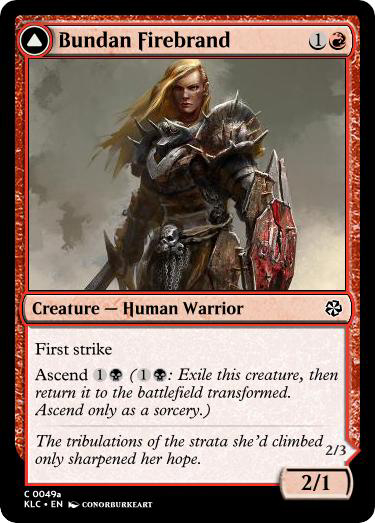 Bundan Firebrand 1
Creature — Human Warrior
First strike
Ascend 1 (1: Exile this creature, then
return it to the battlefield transformed.
Ascend only as a sorcery.)
The tribulations of the strata she'd climbed
only sharpened her hope.
2/3
2/1
C 0049a
KLC • EN CONORBURKEART